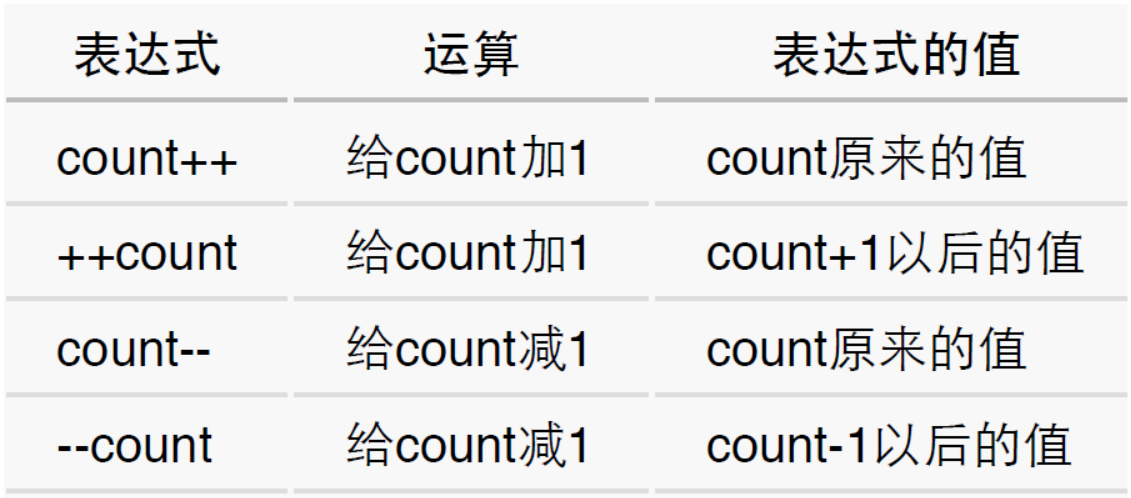 表达式 运算 表达式的值
count++ 给count加1 count原来的值
++count 给count加1 count+1以后的值
count-- 给count减1 count原来的值
--count 给count减1 count-1以后的值